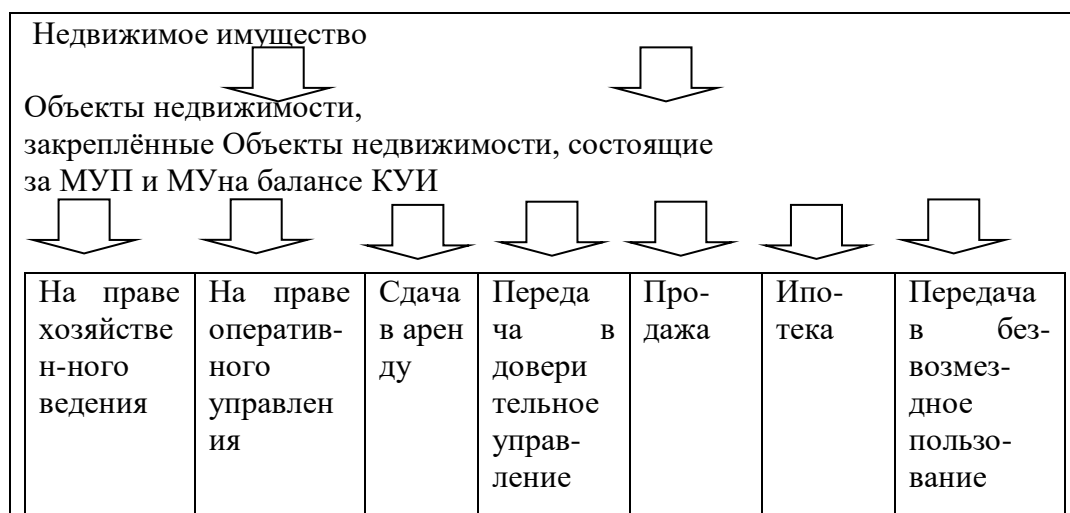 Недвижимое имущество
Объекты недвижимости,
закреплённые Объекты недвижимости, состоящие
за МУП и МУна балансе КУИ
На праве
хозяйстве
н-ного
ведения
На праве
оператив-
ного
управлен
ия
Сдача
в арен
ду
Переда
ча в
довери
тельное
управ-
ление
Про-
дажа
Ипо-
тека
Передача
в без-
возмез-
дное
пользо-
вание